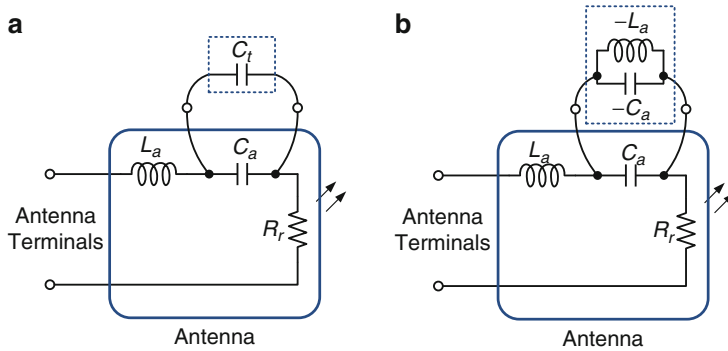 a
C_t
L_a
C_a
Antenna
Terminals
R_r
Antenna
b
–L_a
–C_a
L_a
C_a
Antenna
Terminals
R_r
Antenna